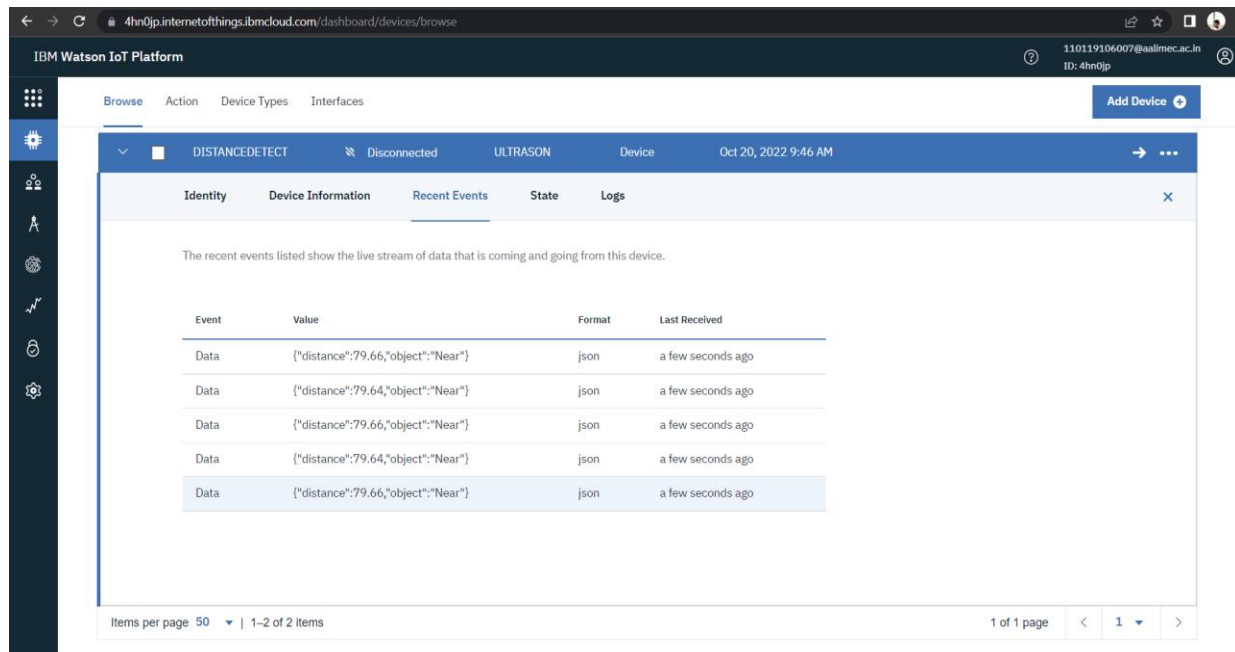 4hn0jp.internetofthings.ibmcloud.com/dashboard/devices/browse
IBM Watson IoT Platform
110119106007@aalimec.ac.in
ID: 4hn0jp
Browse Action Device Types Interfaces Add Device
DISTANCEDETECT Disconnected ULTRASON Device Oct 20, 2022 9:46 AM
Identity Device Information Recent Events State Logs
The recent events listed show the live stream of data that is coming and going from this device.
Event Value Format Last Received
Data {"distance":79.66,"object":"Near"} json a few seconds ago
Data {"distance":79.64,"object":"Near"} json a few seconds ago
Data {"distance":79.66,"object":"Near"} json a few seconds ago
Data {"distance":79.64,"object":"Near"} json a few seconds ago
Data {"distance":79.66,"object":"Near"} json a few seconds ago
Items per page 50 | 1–2 of 2 items 1 of 1 page < 1 >